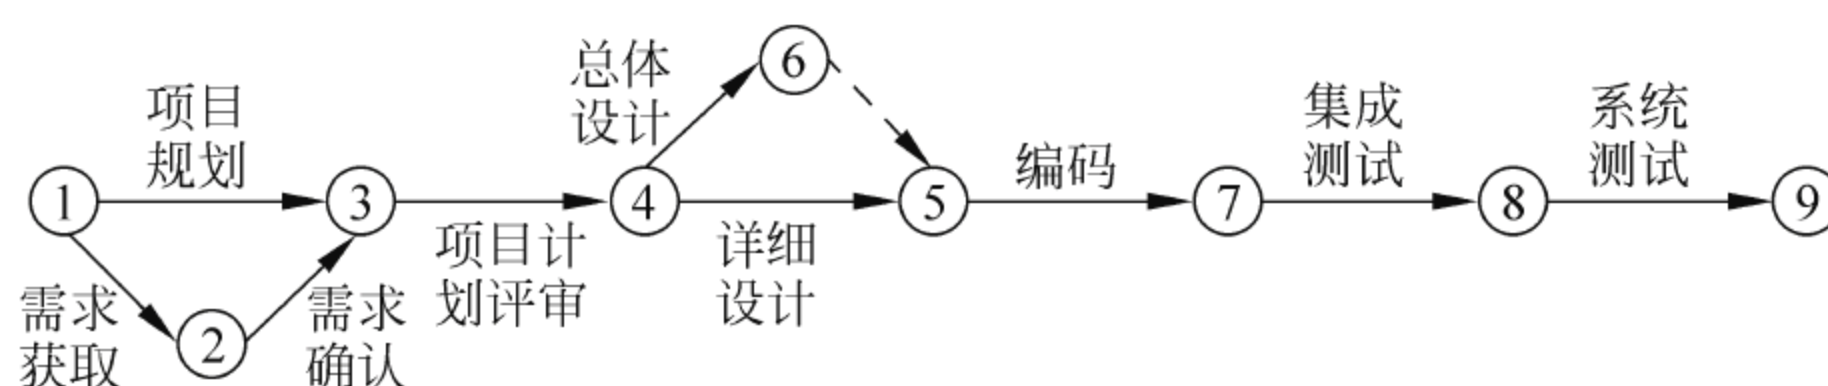 总体
设计
6
项目
规划
集成
测试
系统
测试
编码
1
3
4
5
7
8
9
项目计
划评审
详细
设计
需求
获取
2
需求
确认